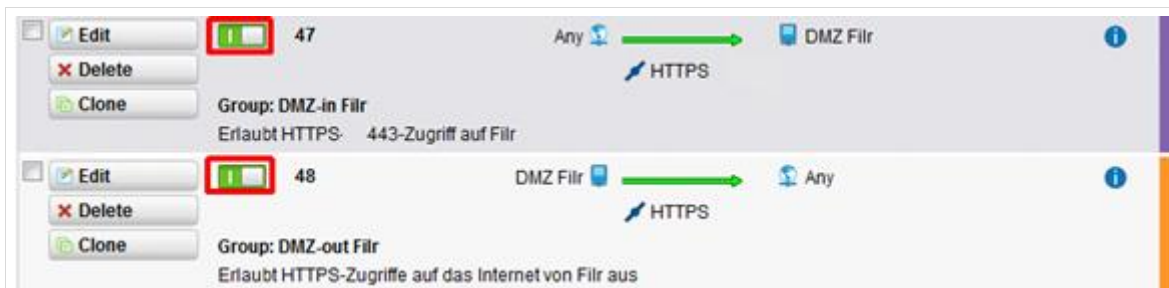 Edit 47 Any DMZ Filr
Delete HTTPS
Clone Group: DMZ-in Filr
Erlaubt HTTPS- 443-Zugriff auf Filr
Edit 48 DMZ Filr Any
Delete HTTPS
Clone Group: DMZ-out Filr
Erlaubt HTTPS-Zugriffe auf das Internet von Filr aus